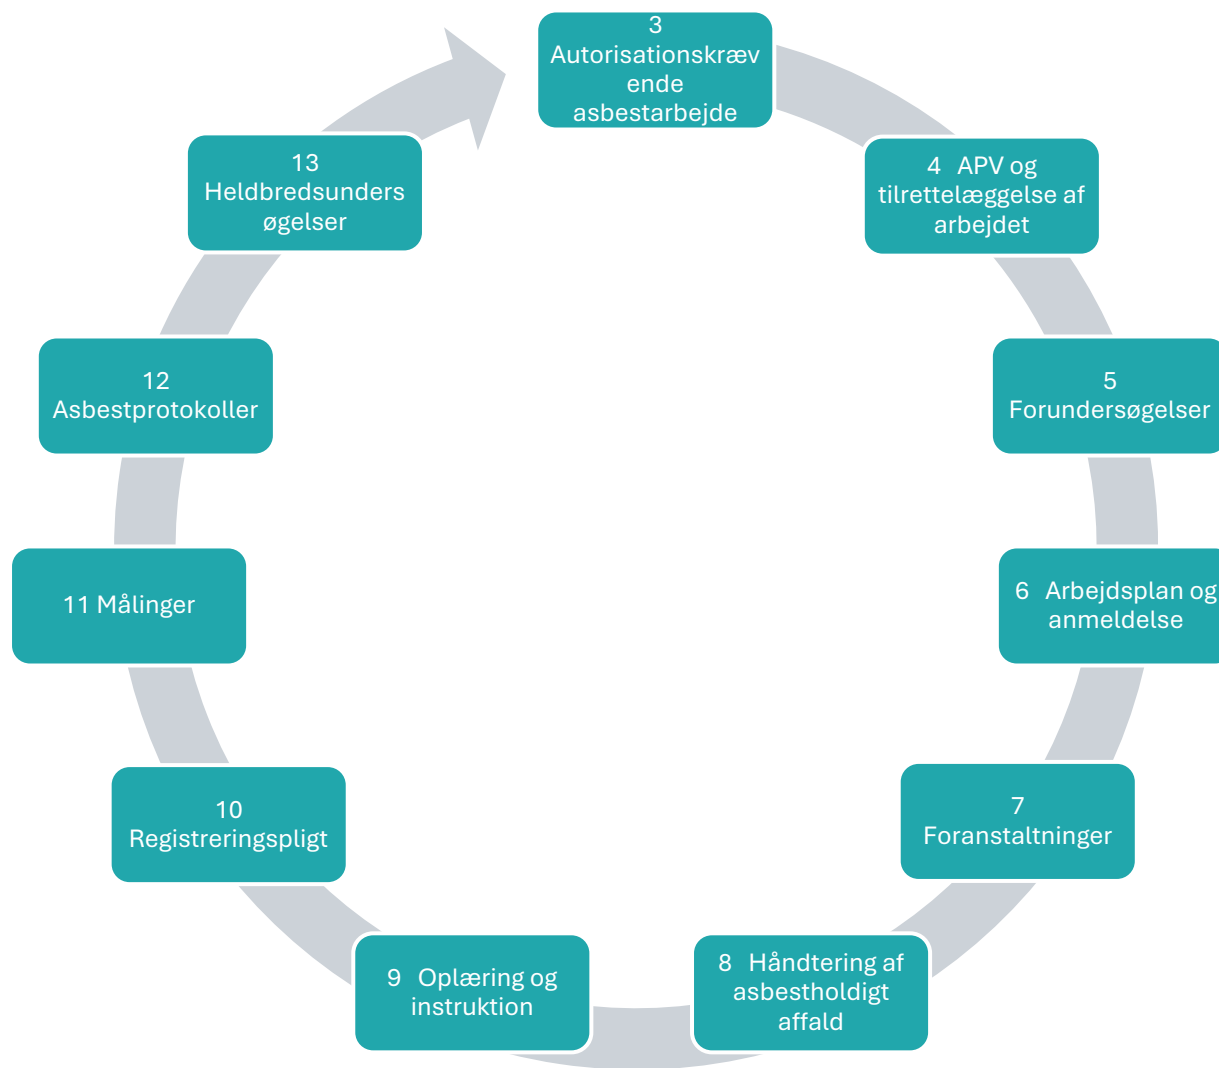 3
Autorisationskræv
ende
asbestarbejde
4 APV og
tilrettelæggelse af
arbejdet
5
Forundersøgelser
6 Arbejdsplan og
anmeldelse
7
Foranstaltninger
8 Håndtering af
asbestholdigt
affald
9 Oplæring og
instruktion
10
Registreringspligt
11 Målinger
12
Asbestprotokoller
13
Heldbredsunders
øgelser